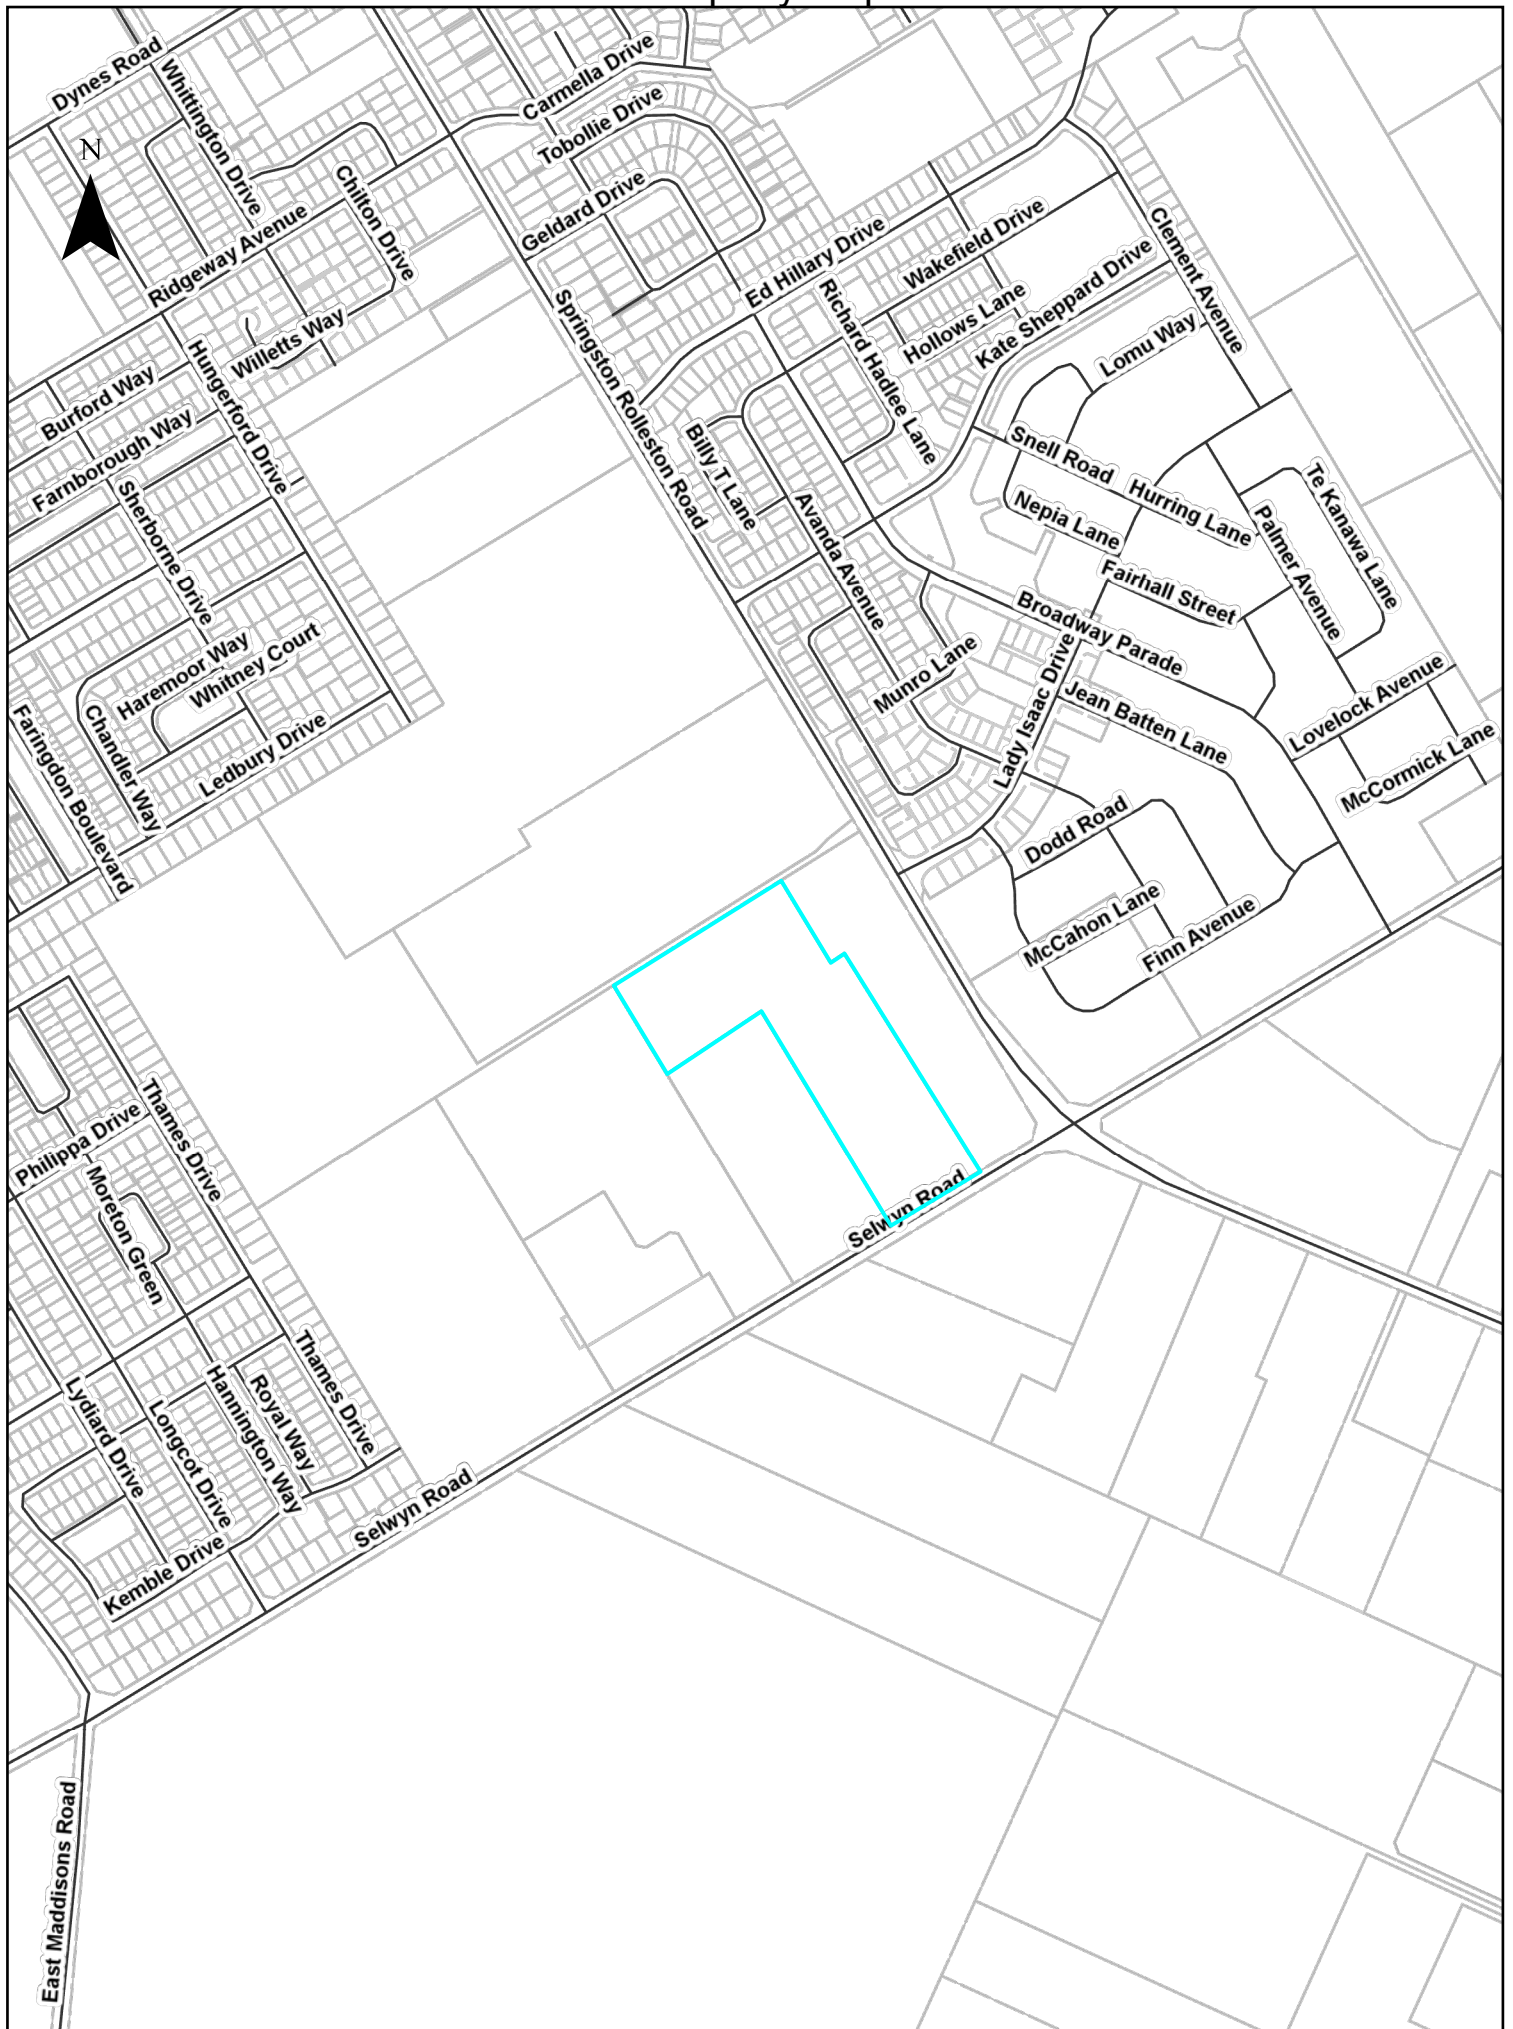 Dynes Road
Whittington Drive
Carmella Drive
Tobollie Drive
N
Chilton Drive
Geldard Drive
Ridgeway Avenue
Ed Hillary Drive
Wakefield Drive
Clement Avenue
Springston Rolleston Road
Richard Hadlee Lane
Hollows Lane
Kate Sheppard Drive
Willetts Way
Hungerford Drive
Lomu Way
Burford Way
Farnborough Way
Billy T Lane
Snell Road
Hurring Lane
Te Kanawa Lane
Sherborne Drive
Avanda Avenue
Nepia Lane
Palmer Avenue
Fairhall Street
Broadway Parade
Haremoor Way
Whitney Court
Munro Lane
Lady Isaac Drive
Jean Batten Lane
Lovelock Avenue
Faringdon Boulevard
Chandler Way
Ledbury Drive
McCormick Lane
Dodd Road
McCahon Lane
Finn Avenue
Thames Drive
Philippa Drive
Moreton Green
Selwyn Road
Thames Drive
Lydiard Drive
Longcot Drive
Hannington Way
Royal Way
Selwyn Road
Kemble Drive
East Maddisons Road